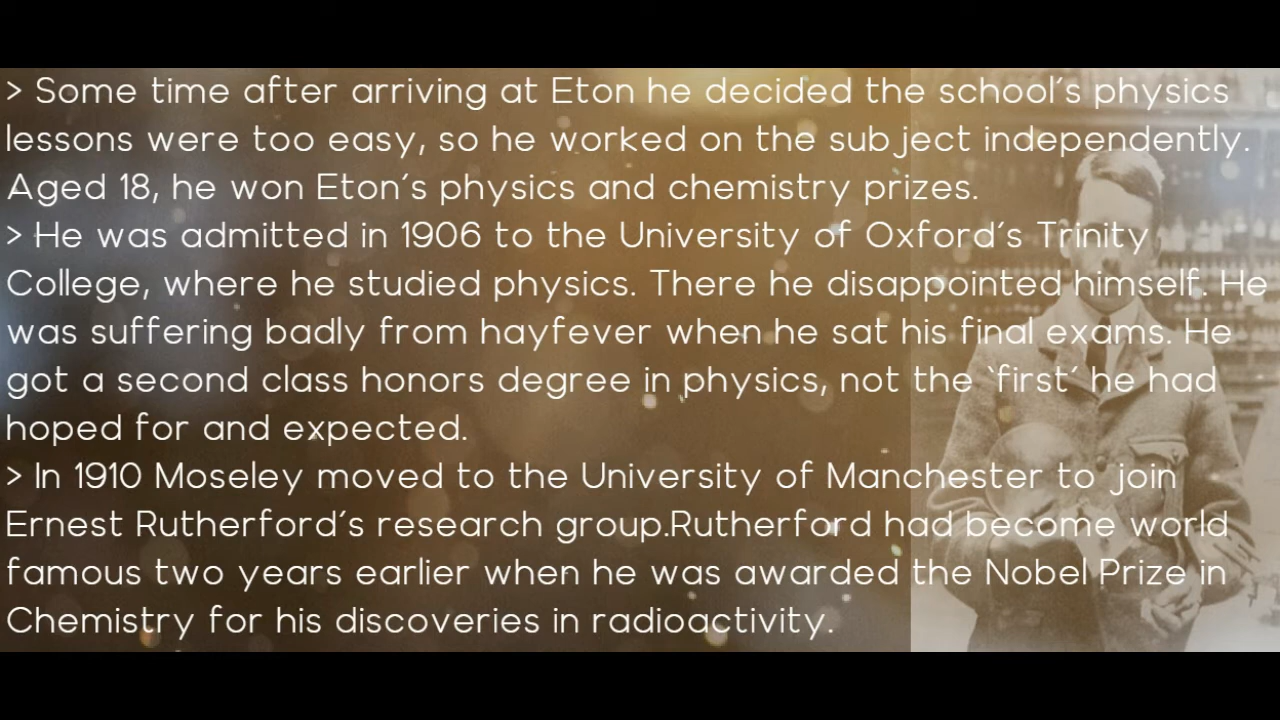 > Some time after arriving at Eton he decided the school´s physics
lessons were too easy, so he worked on the subject independently.
Aged 18, he won Eton´s physics and chemistry prizes.
> He was admitted in 1906 to the University of Oxford´s Trinity
College, where he studied physics. There he disappointed himself. He
was suffering badly from hayfever when he sat his final exams. He
got a second class honors degree in physics, not the `first´ he had
hoped for and expected.
> In 1910 Moseley moved to the University of Manchester to join
Ernest Rutherford´s research group.Rutherford had become world
famous two years earlier when he was awarded the Nobel Prize in
Chemistry for his discoveries in radioactivity.